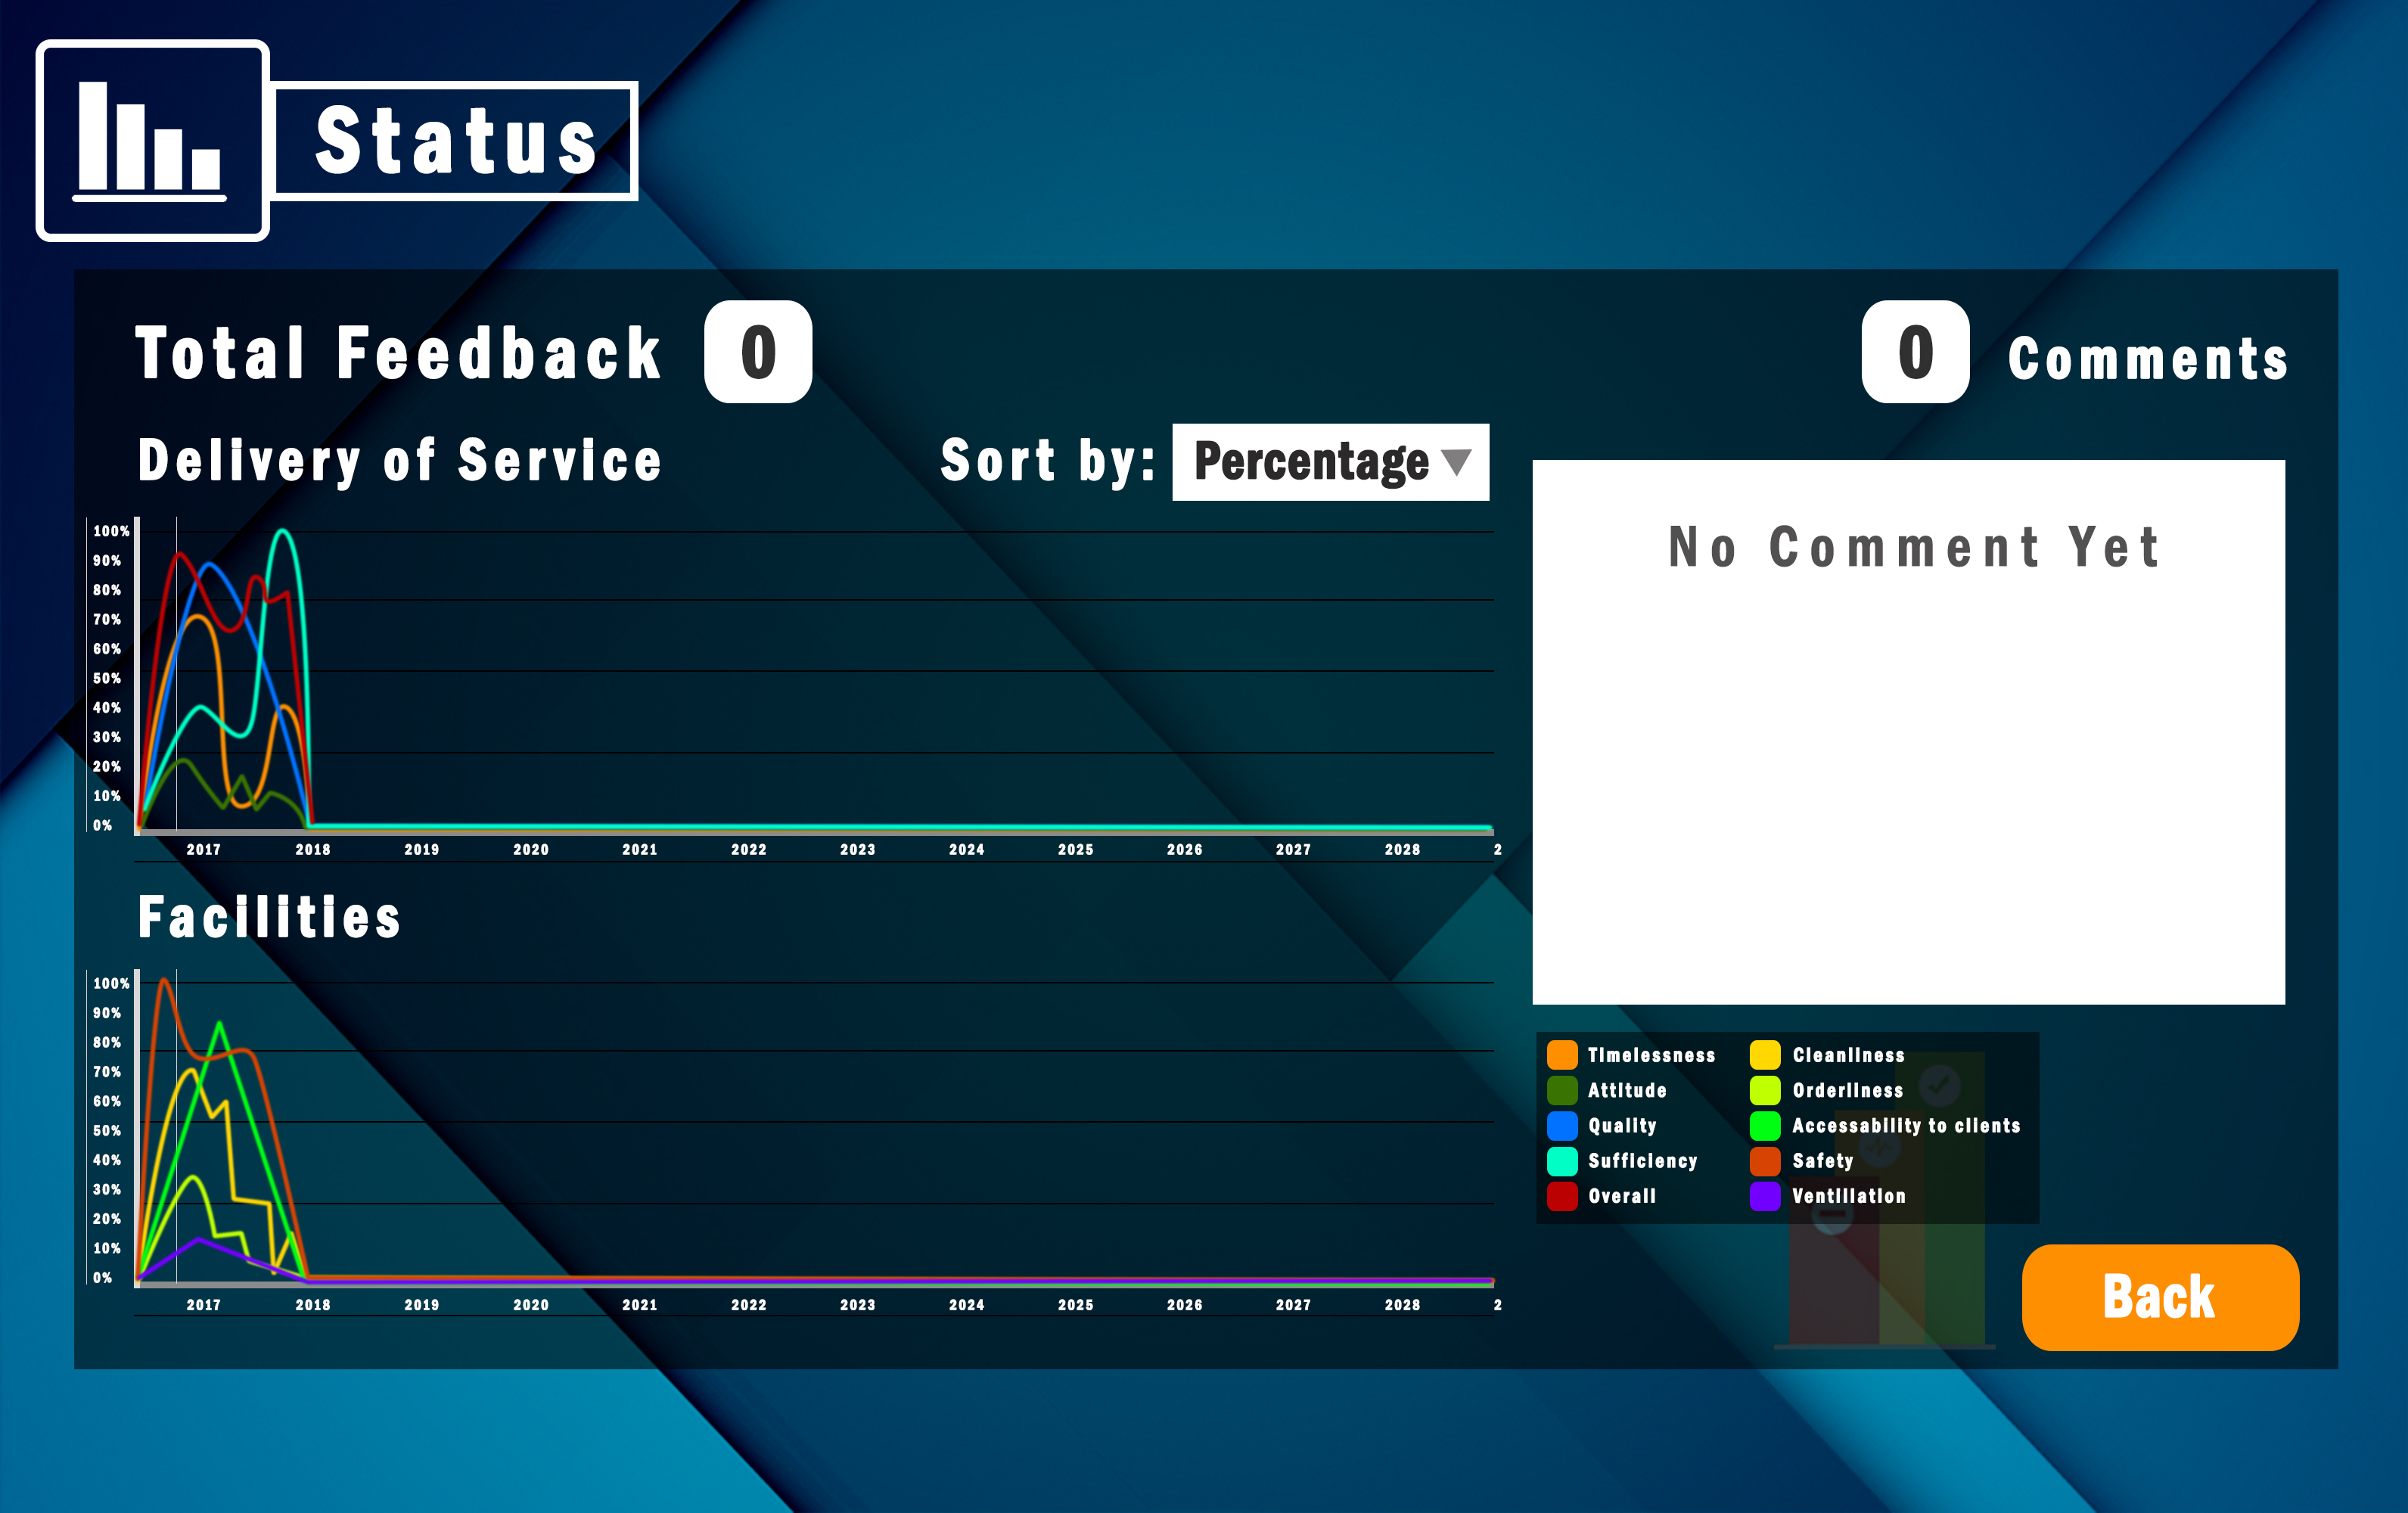 Status
Total Feedback 0
0 Comments
Delivery of Service
Sort by: Percentage
No Comment Yet
100%
90%
80%
70%
60%
50%
40%
30%
20%
10%
0%
2017 2018 2019 2020 2021 2022 2023 2024 2025 2026 2027 2028 2
Facilities
100%
90%
80%
70%
60%
50%
40%
30%
20%
10%
0%
2017 2018 2019 2020 2021 2022 2023 2024 2025 2026 2027 2028 2
Timelessness
Attitude
Quality
Sufficiency
Overall
Cleanliness
Orderliness
Accessability to clients
Safety
Ventillation
Back